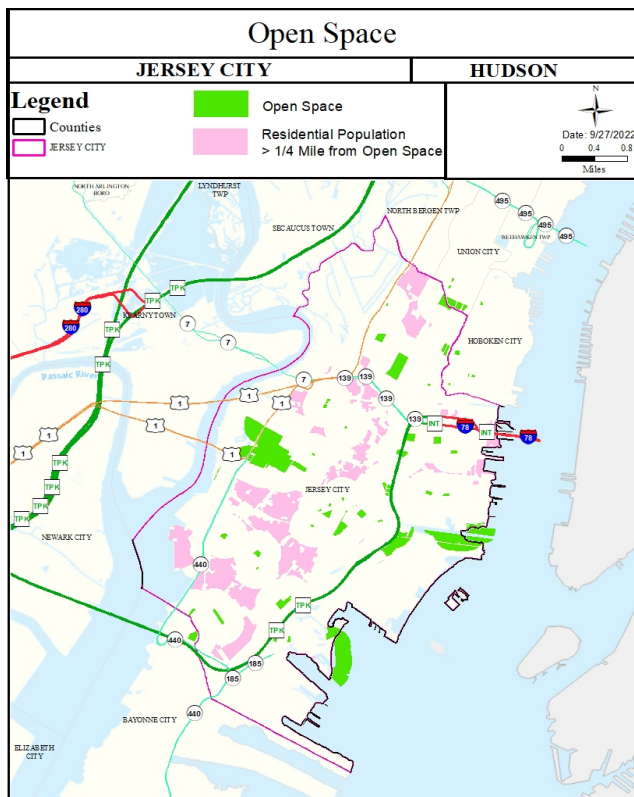 Open Space
JERSEY CITY
HUDSON
Legend
Counties
JERSEY CITY
Open Space
Residential Population
> 1/4 Mile from Open Space
N
Date: 9/27/2022
0 0.4 0.8
Miles
NORTH ARLINGTON
BORO
LYNDHURST
TWP
SECAUCUS TOWN
NORTH BERGEN TWP
495
495
495
495
WEEHAWKEN TWP
UNION CITY
TPK
TPK
280
280
KEARNY TOWN
TPK
7
7
HOBOKEN CITY
TPK
Passaic River
7
139
139
139
1
1
1
1
1
1
1
139
INT
78
INT
78
TPK
TPK
TPK
TPK
JERSEY CITY
NEWARK CITY
440
TPK
TPK
440
185
185
440
BAYONNE CITY
ELIZABETH
CITY